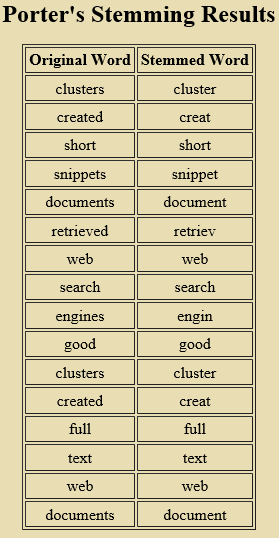 Porter's Stemming Results
Original Word Stemmed Word
clusters cluster
created creat
short short
snippets snippet
documents document
retrieved retriev
web web
search search
engines engin
good good
clusters cluster
created creat
full full
text text
web web
documents document